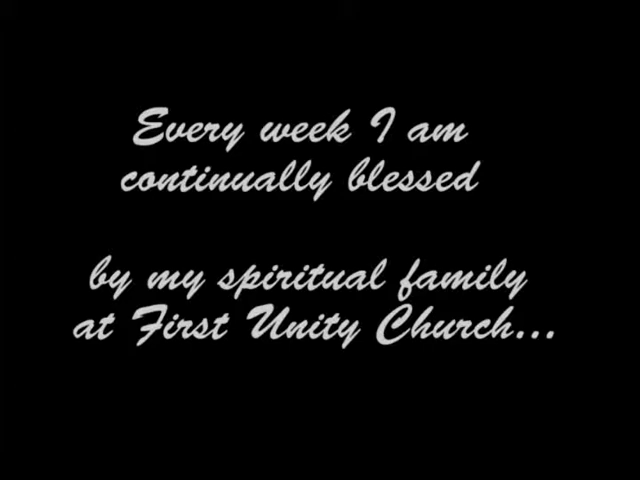 Every week I am
continually blessed
by my spiritual family
at First Unity Church...